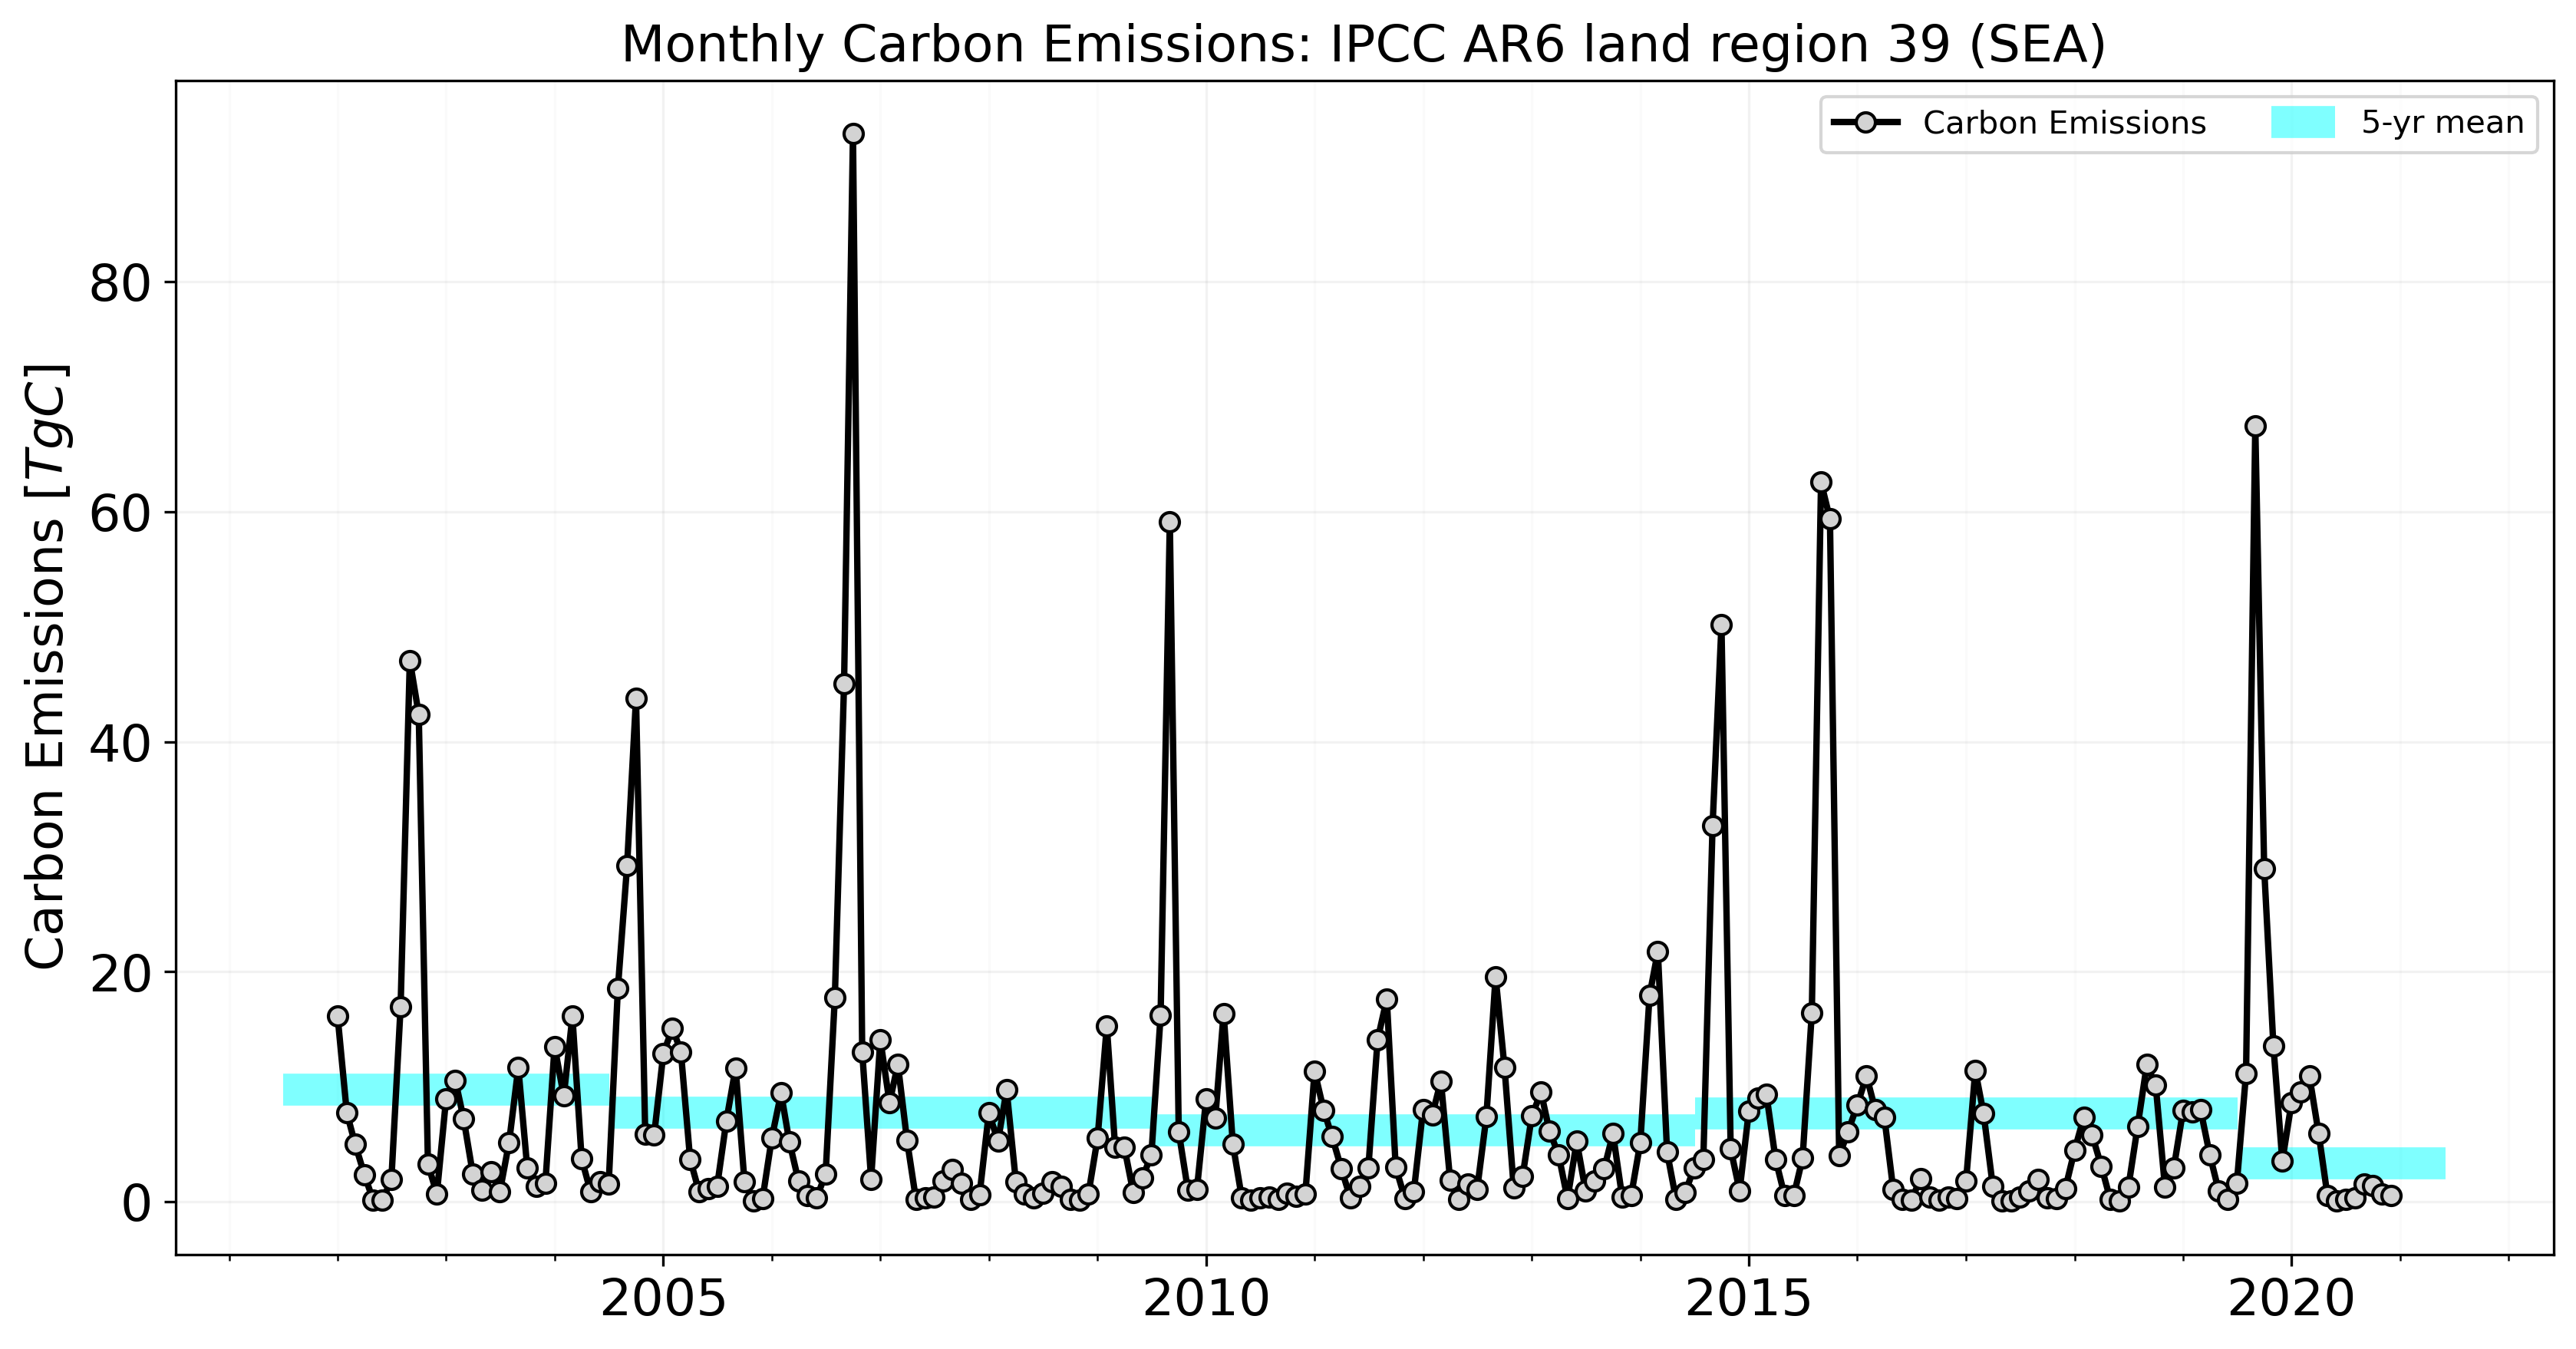 Monthly Carbon Emissions: IPCC AR6 land region 39 (SEA)
Carbon Emissions
5-yr mean
Carbon Emissions [TgC]
80
60
40
20
0
2005
2010
2015
2020